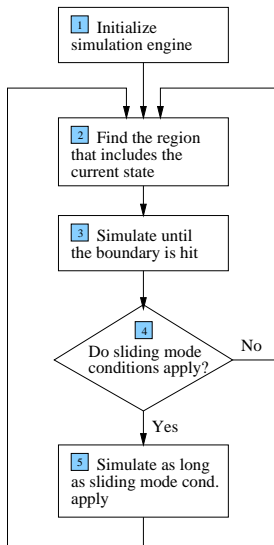 1 Initialize
simulation engine
2 Find the region
that includes the
current state
3 Simulate until
the boundary is hit
4
Do sliding mode
conditions apply?
No
Yes
5 Simulate as long
as sliding mode cond.
apply